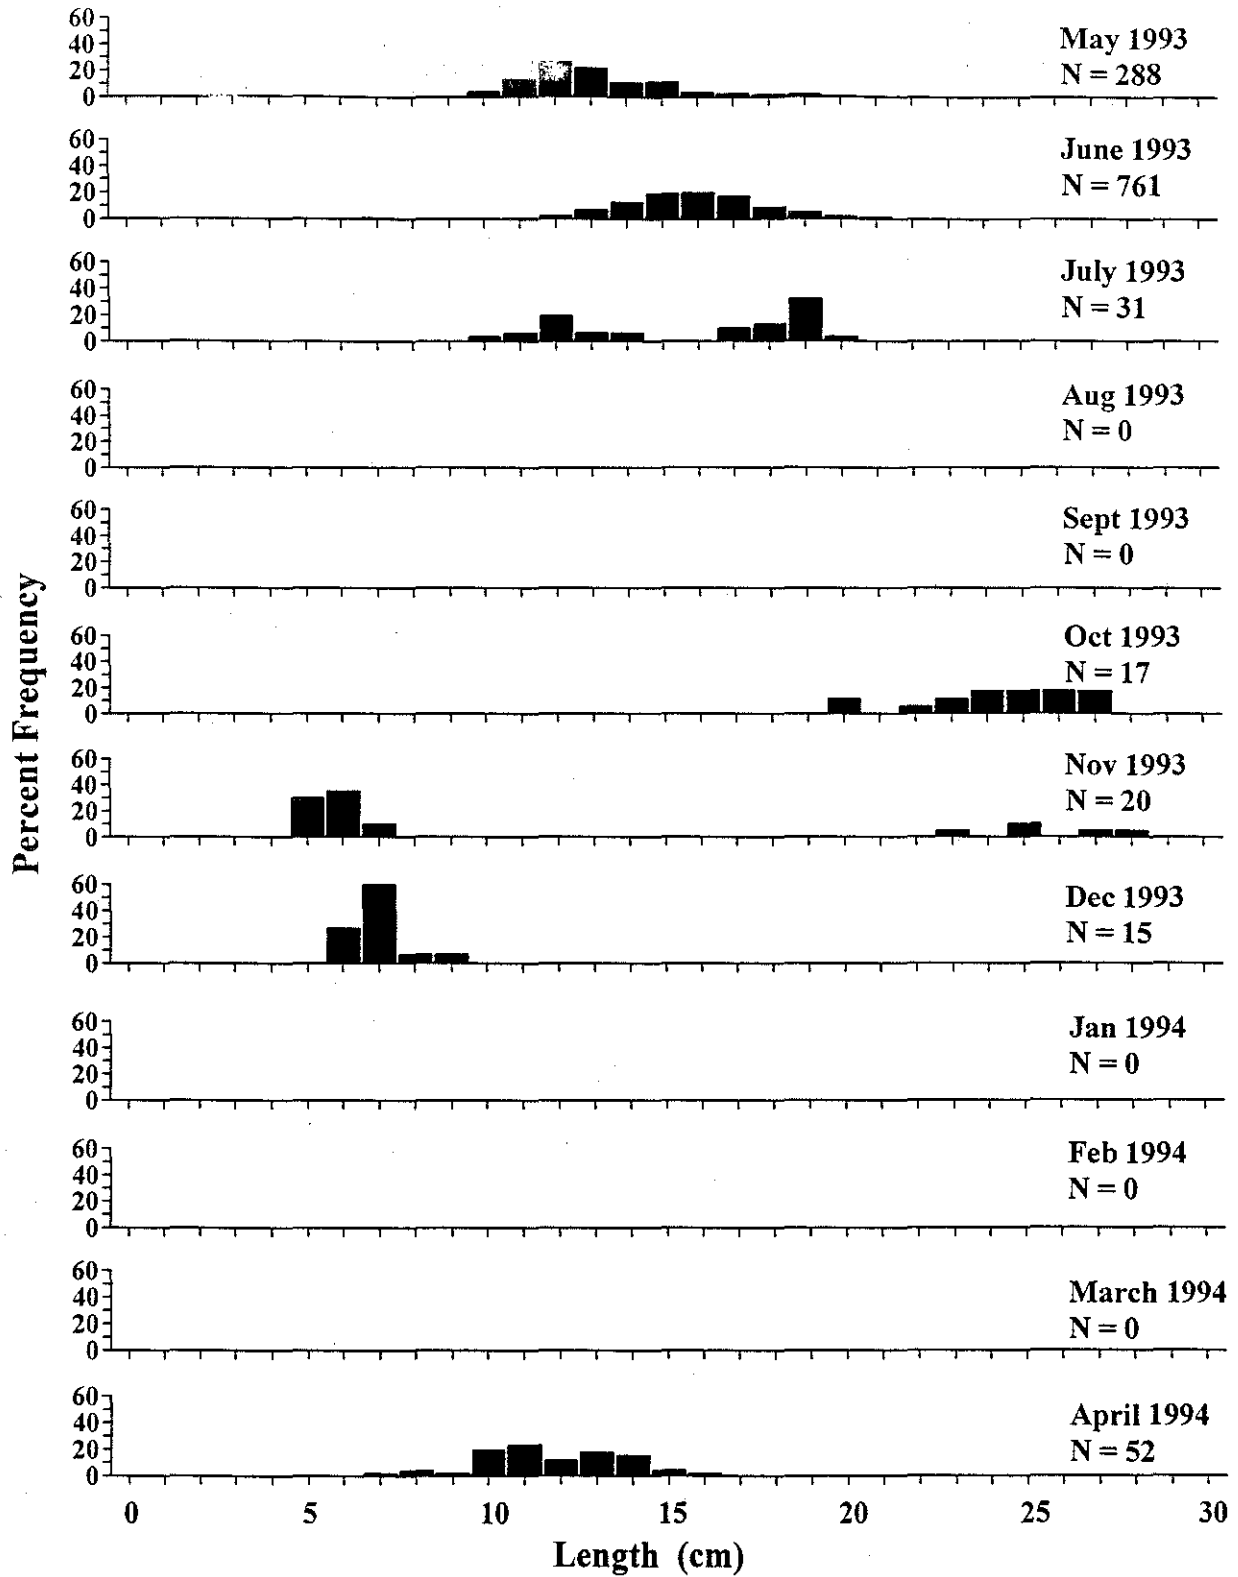 60
40
20
0
May 1993
N = 288
60
40
20
0
June 1993
N = 761
60
40
20
0
July 1993
N = 31
60
40
20
0
Aug 1993
N = 0
60
40
20
0
Sept 1993
N = 0
Percent Frequency
60
40
20
0
Oct 1993
N = 17
60
40
20
0
Nov 1993
N = 20
60
40
20
0
Dec 1993
N = 15
60
40
20
0
Jan 1994
N = 0
60
40
20
0
Feb 1994
N = 0
60
40
20
0
March 1994
N = 0
60
40
20
0
April 1994
N = 52
0 5 10 15 20 25 30
Length (cm)